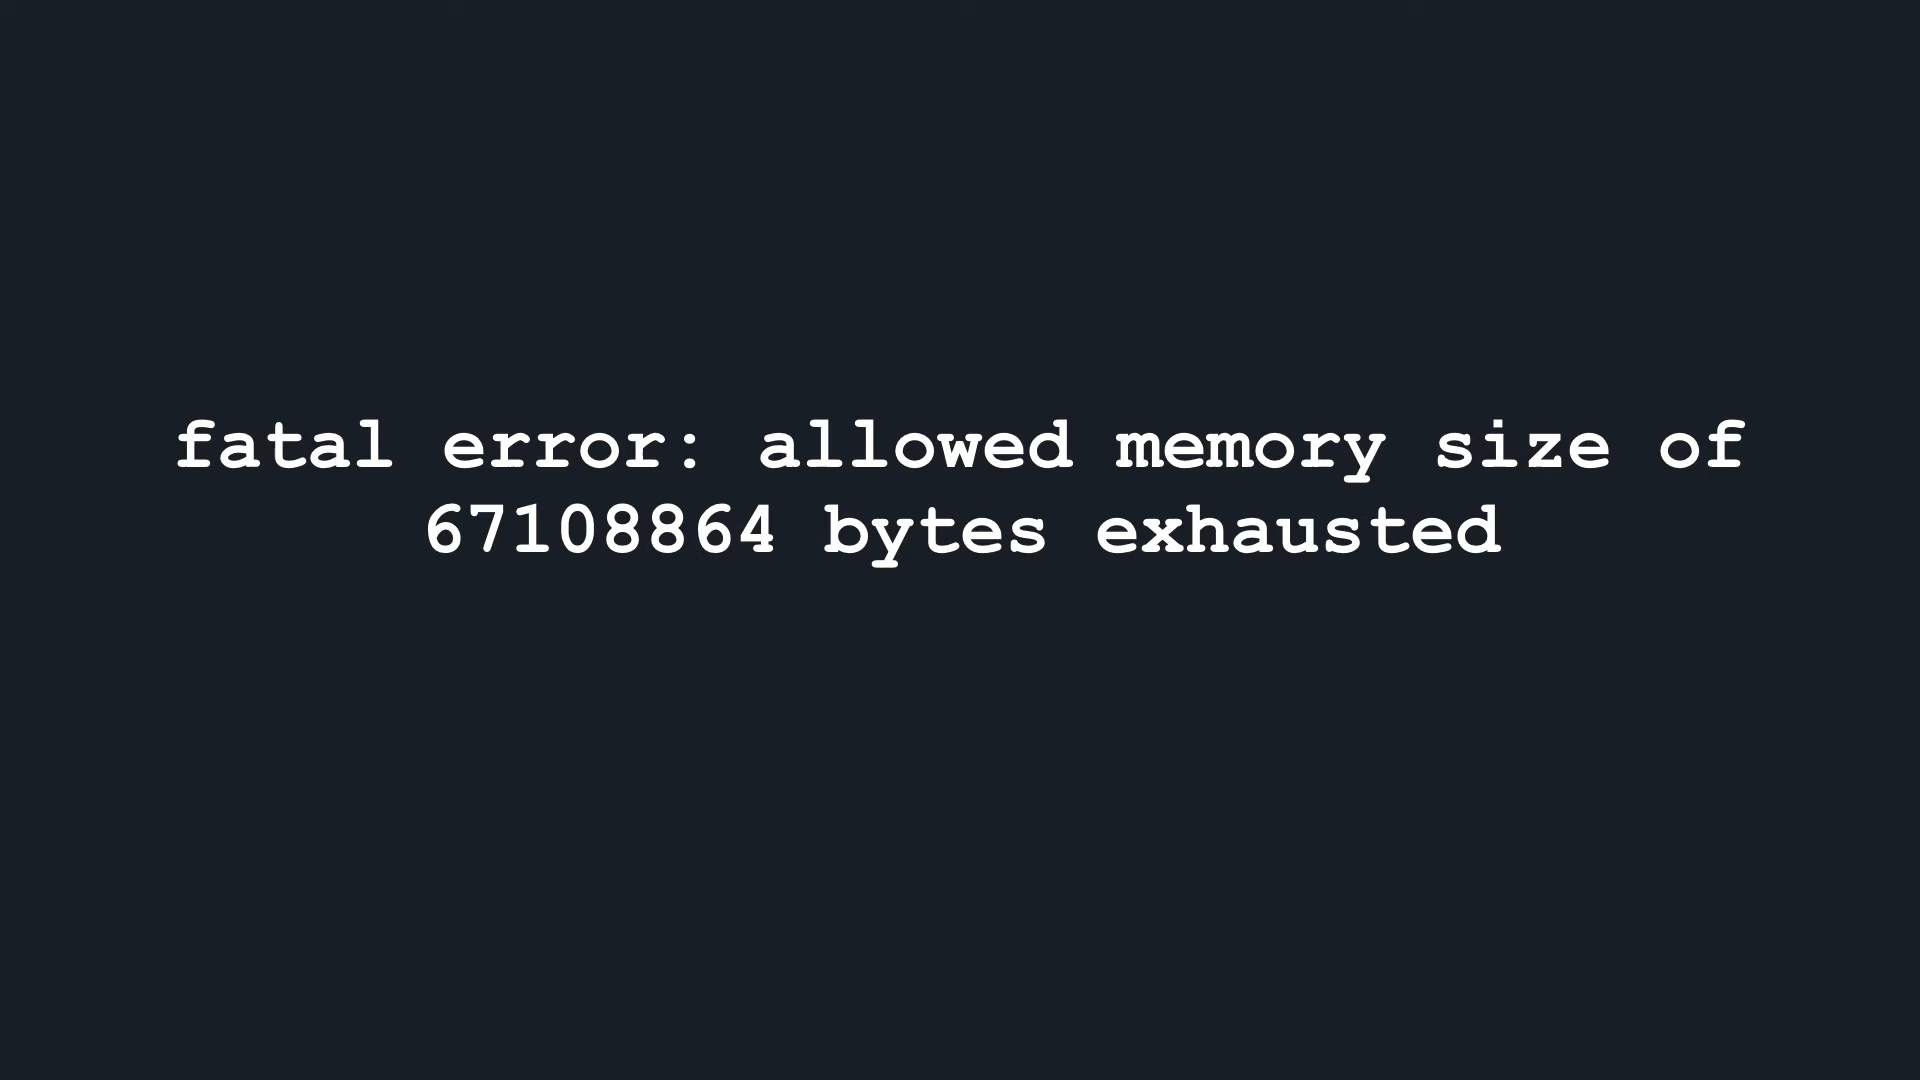 fatal error: allowed memory size of
67108864 bytes exhausted